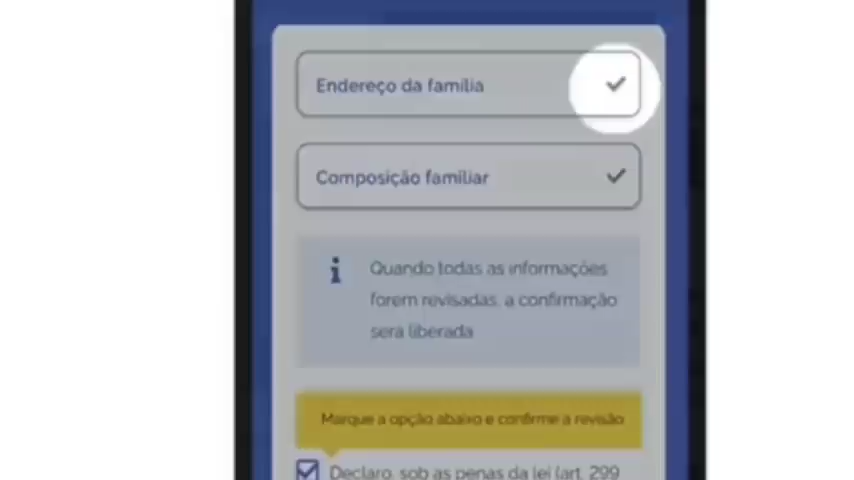 Endereço da família
Composição familiar
i Quando todas as informações
forem revisadas, a confirmação
será liberada
Marque a opção abaixo e confirme a revisão
Declaro, sob as penas da lei (art. 299